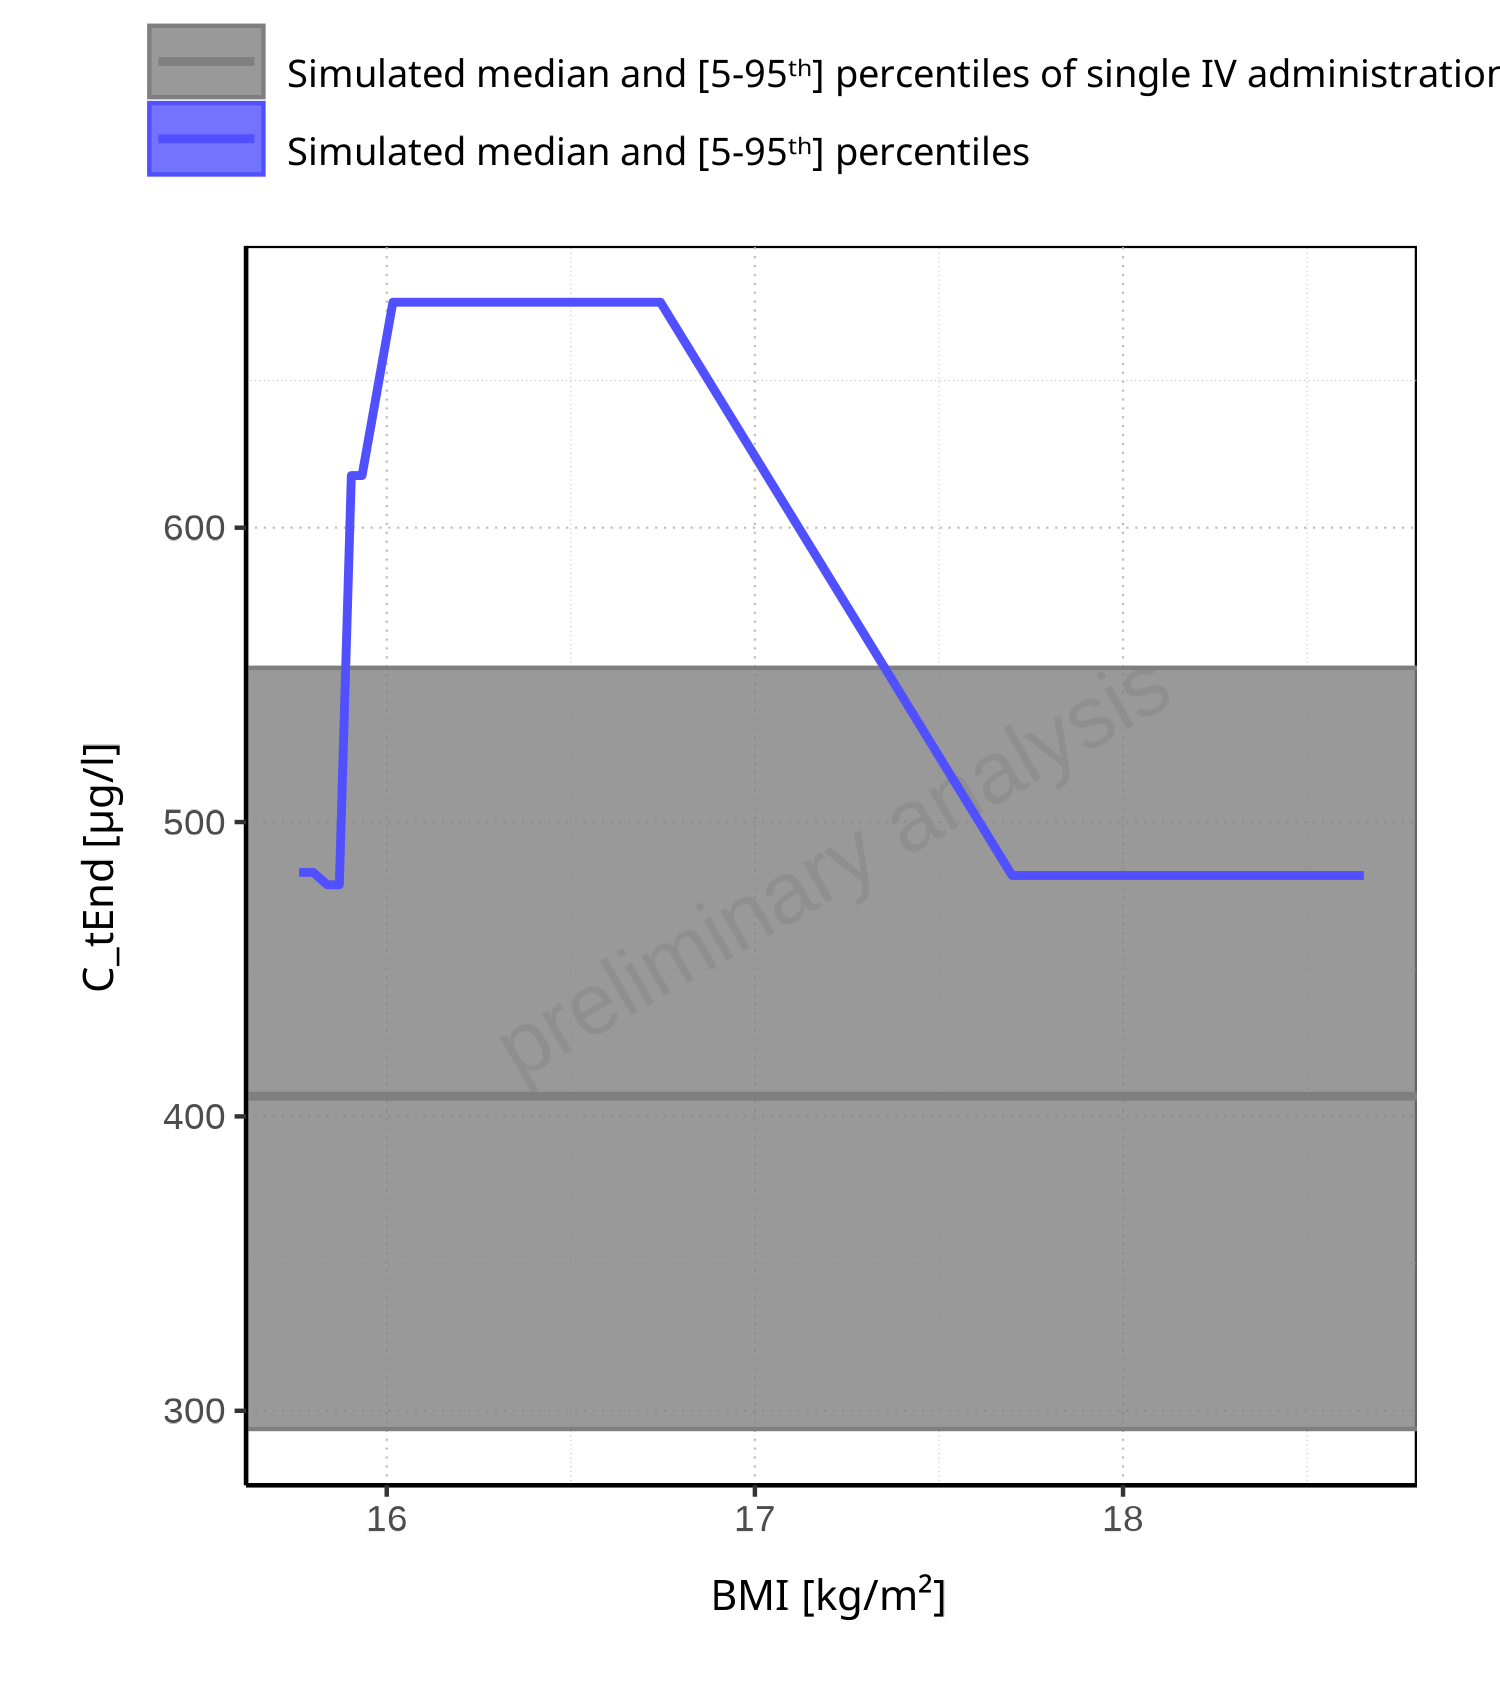 Simulated median and [5-95ᵗʰ] percentiles of single IV administration
Simulated median and [5-95ᵗʰ] percentiles
600
500
400
300
C_tEnd [µg/l]
preliminary analysis
16
17
18
BMI [kg/m²]